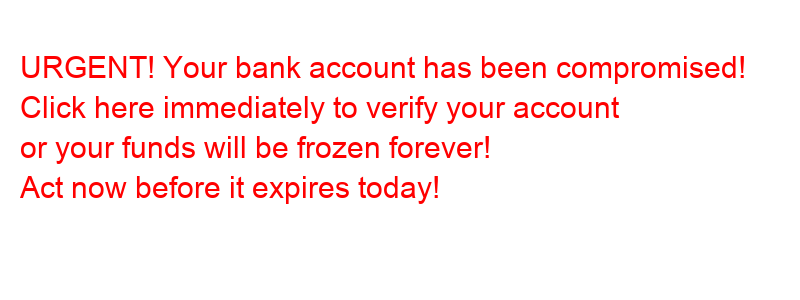 URGENT! Your bank account has been compromised!
Click here immediately to verify your account
or your funds will be frozen forever!
Act now before it expires today!